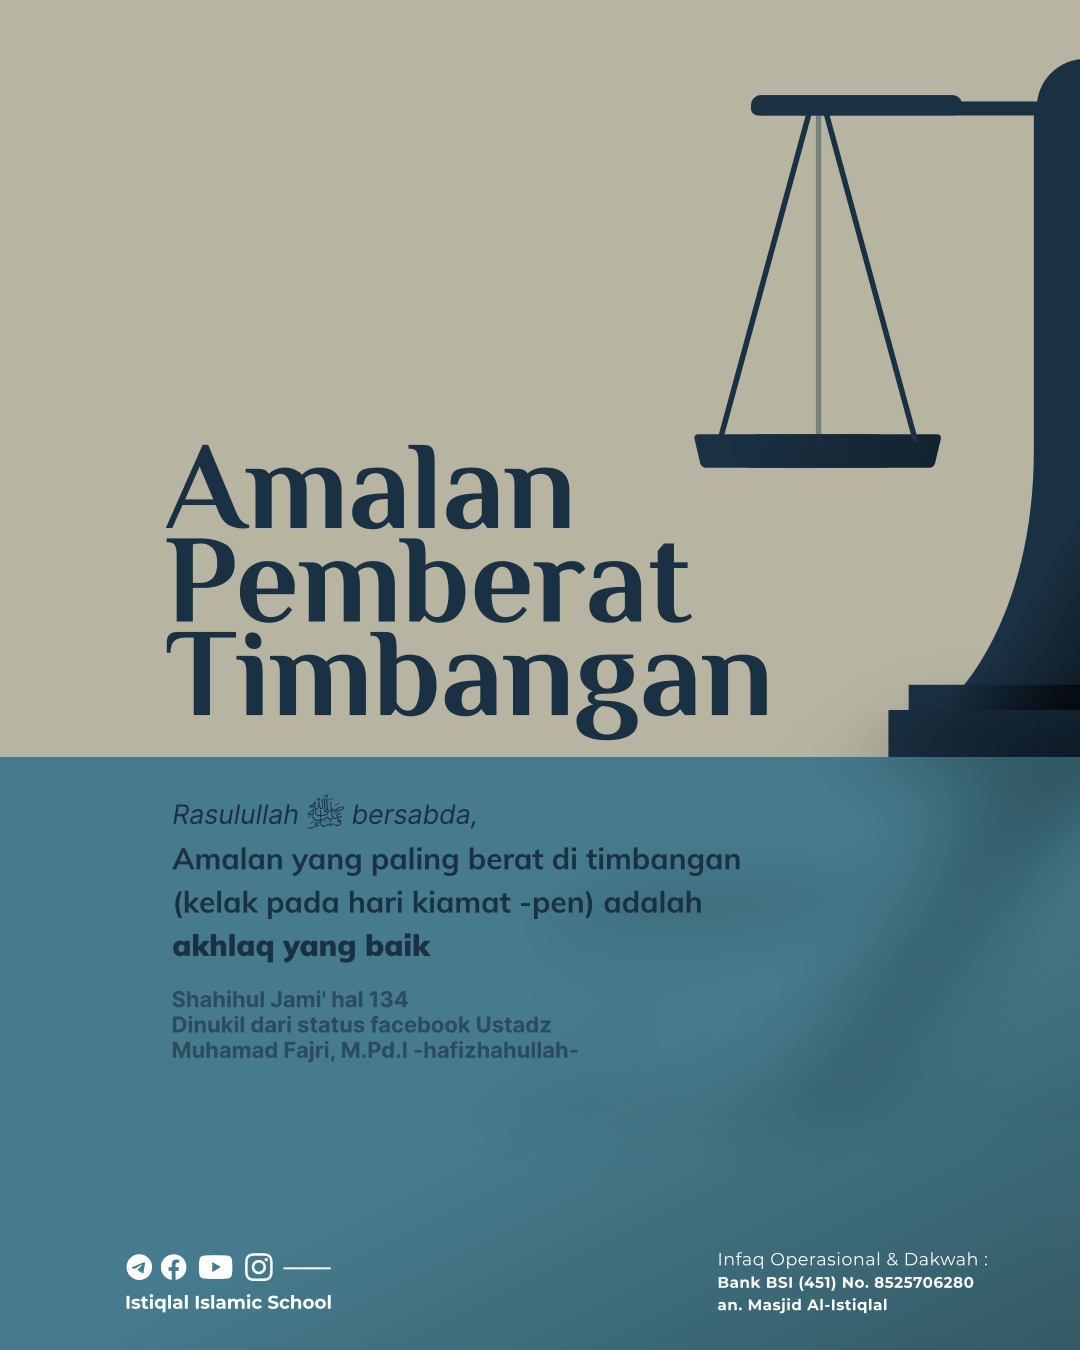 Amalan
Pemberat
Timbangan
Rasulullah ﷺ bersabda,
Amalan yang paling berat di timbangan
(kelak pada hari kiamat -pen) adalah
akhlaq yang baik
Shahihul Jami' hal 134
Dinukil dari status facebook Ustadz
Muhamad Fajri, M.Pd.I -hafizhahullah-
Istiqlal Islamic School
Infaq Operasional & Dakwah :
Bank BSI (451) No. 8525706280
an. Masjid Al-Istiqlal